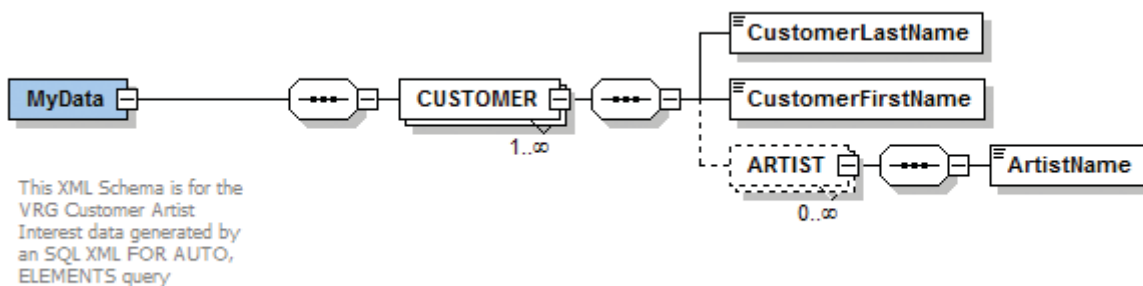 CustomerLastName
MyData
CUSTOMER
1..∞
CustomerFirstName
ARTIST
0..∞
ArtistName
This XML Schema is for the
VRG Customer Artist
Interest data generated by
an SQL XML FOR AUTO,
ELEMENTS query